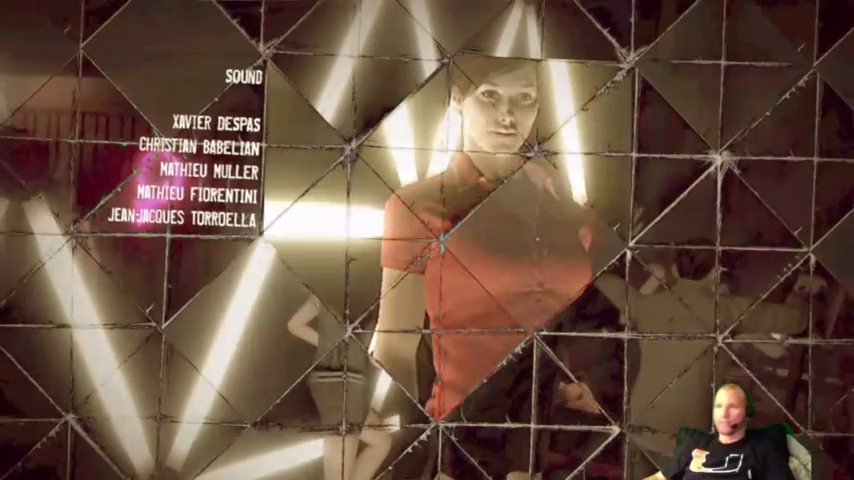 SOUND
XAVIER DESPAS
CHRISTIAN BABELIAN
MATHIEU MULLER
MATHIEU FIORENTINI
JEAN-JACQUES TORROELLA